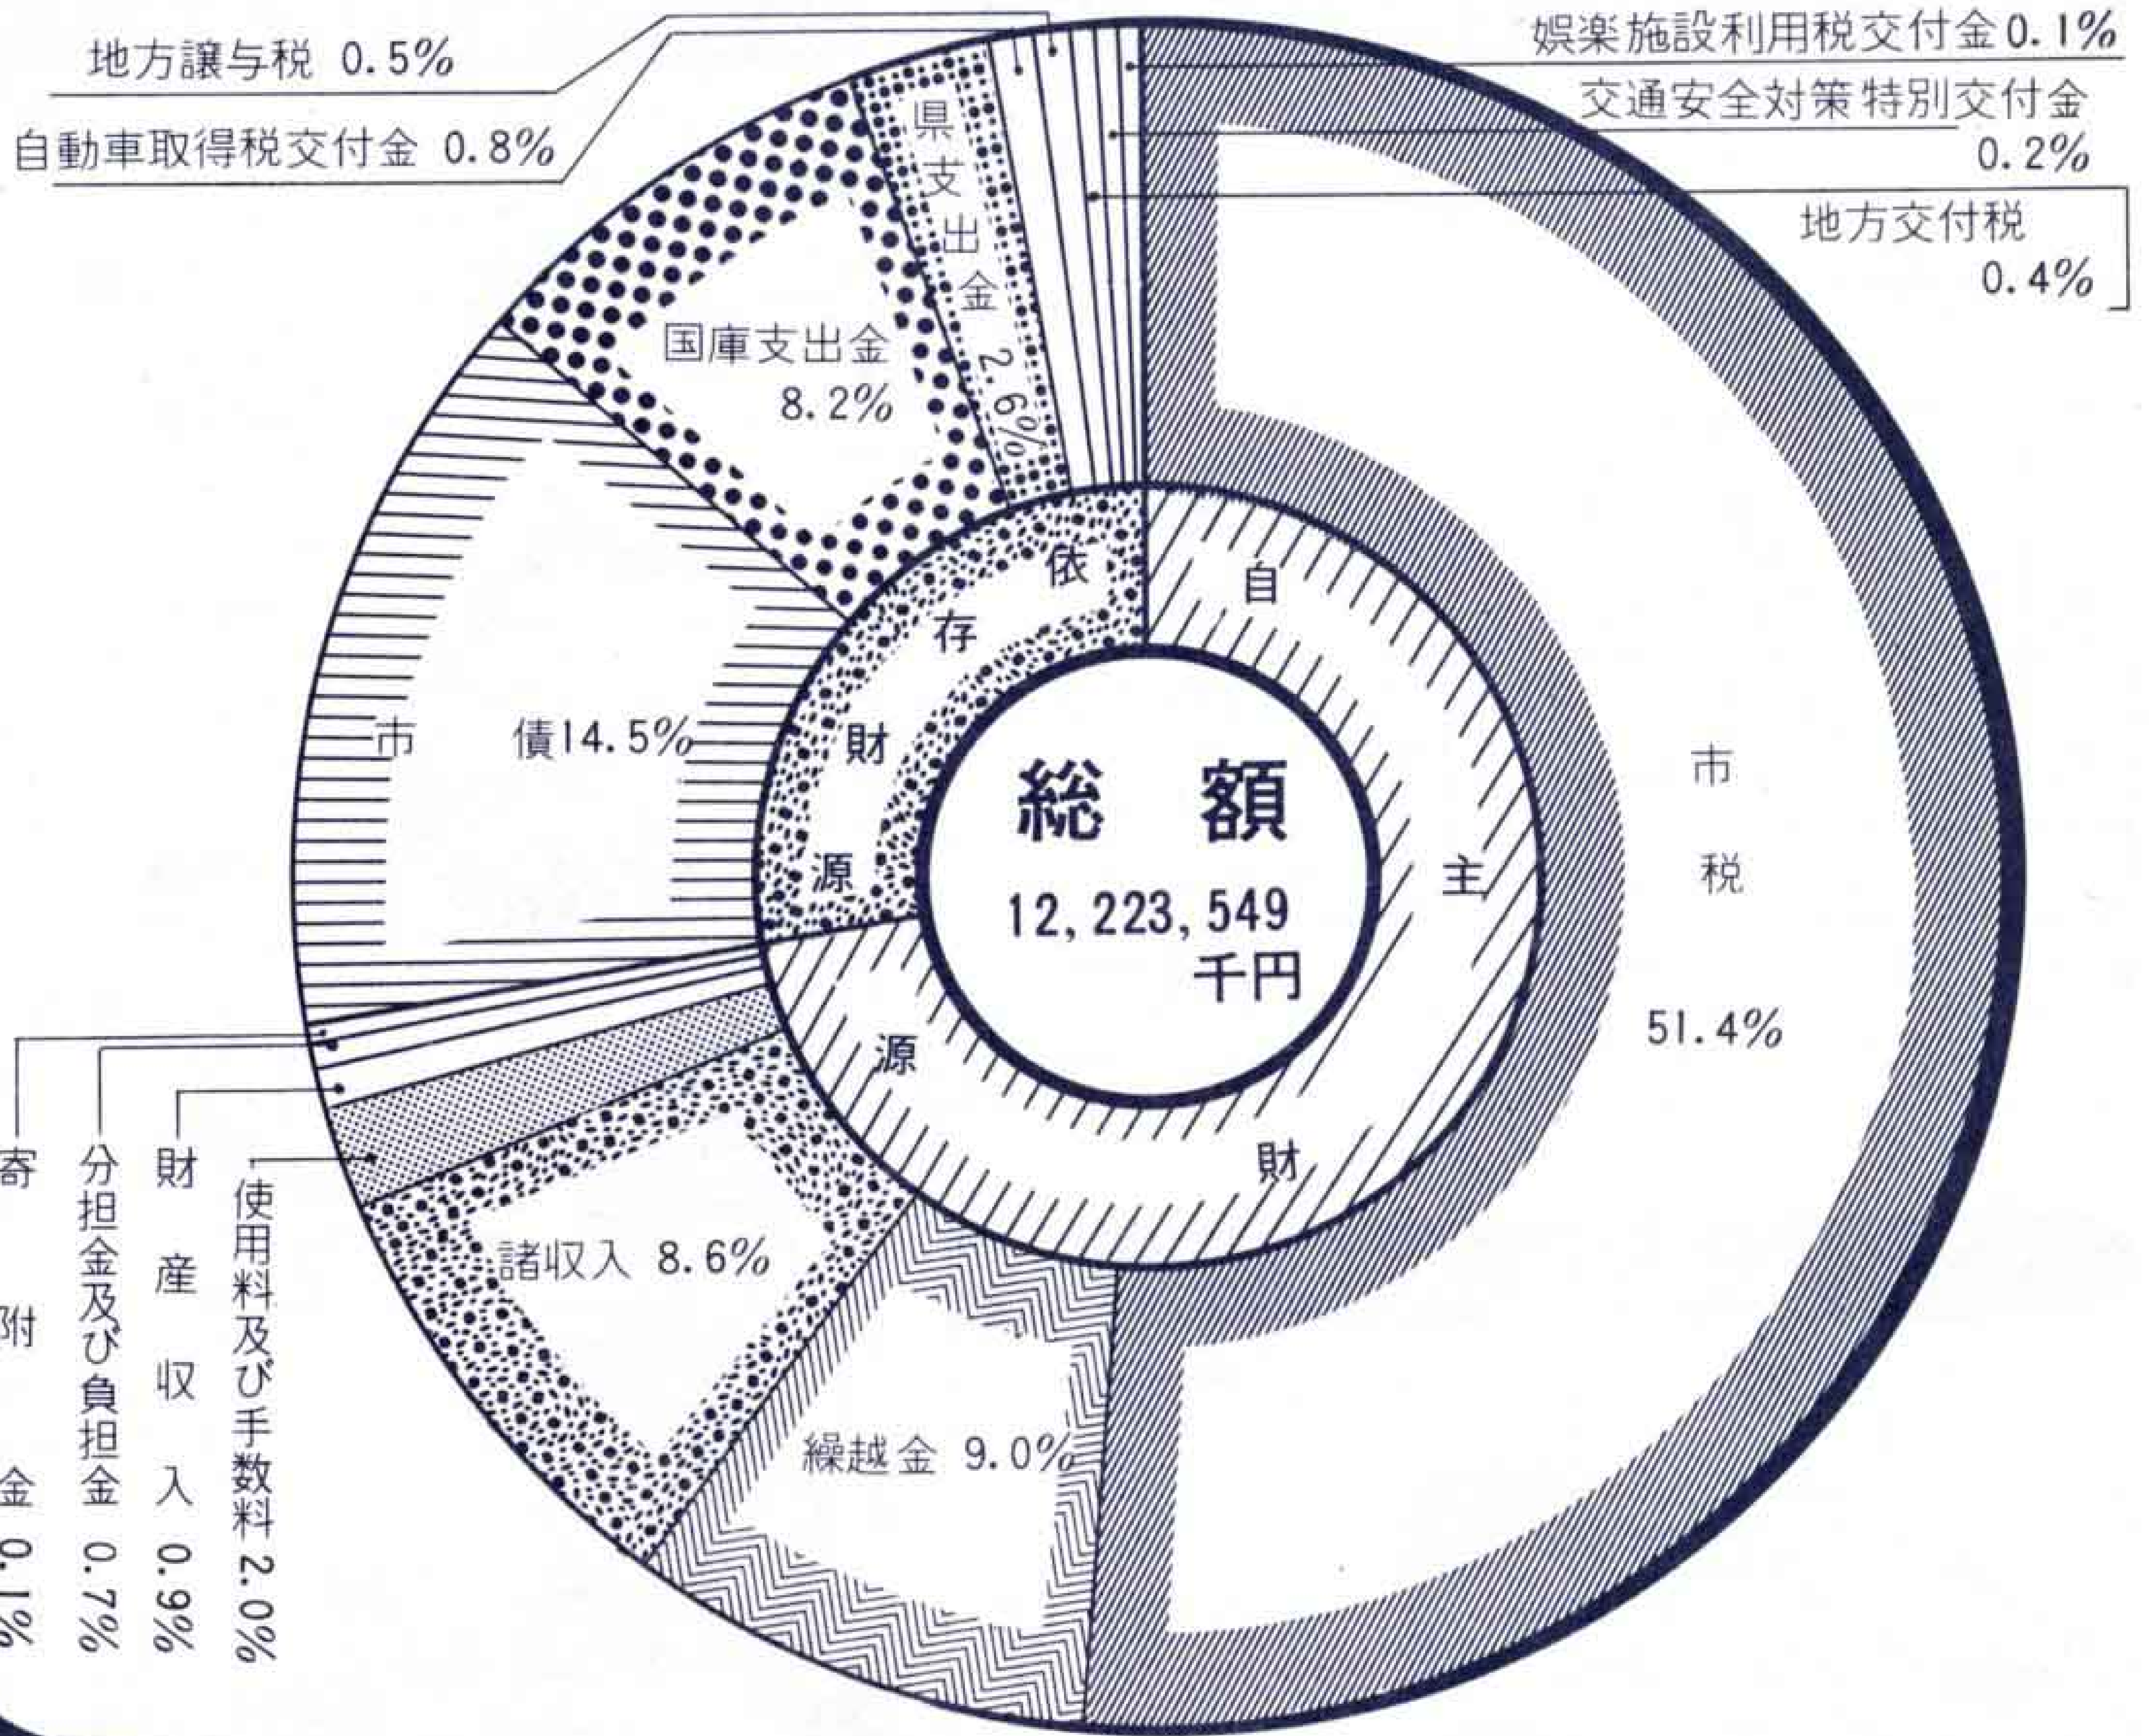 地方譲与税 0.5%
自動車取得税交付金 0.8%
娯楽施設利用税交付金0.1%
交通安全対策特別交付金
0.2%
地方交付税
0.4%
県支出金 2.6%
国庫支出金
8.2%
市 債14.5%
依存財源
自主財源
総 額
12,223,549
千円
市税
51.4%
諸収入 8.6%
繰越金 9.0%
使用料及び手数料 2.0%
財産収入 0.9%
分担金及び負担金 0.7%
寄附金 0.1%